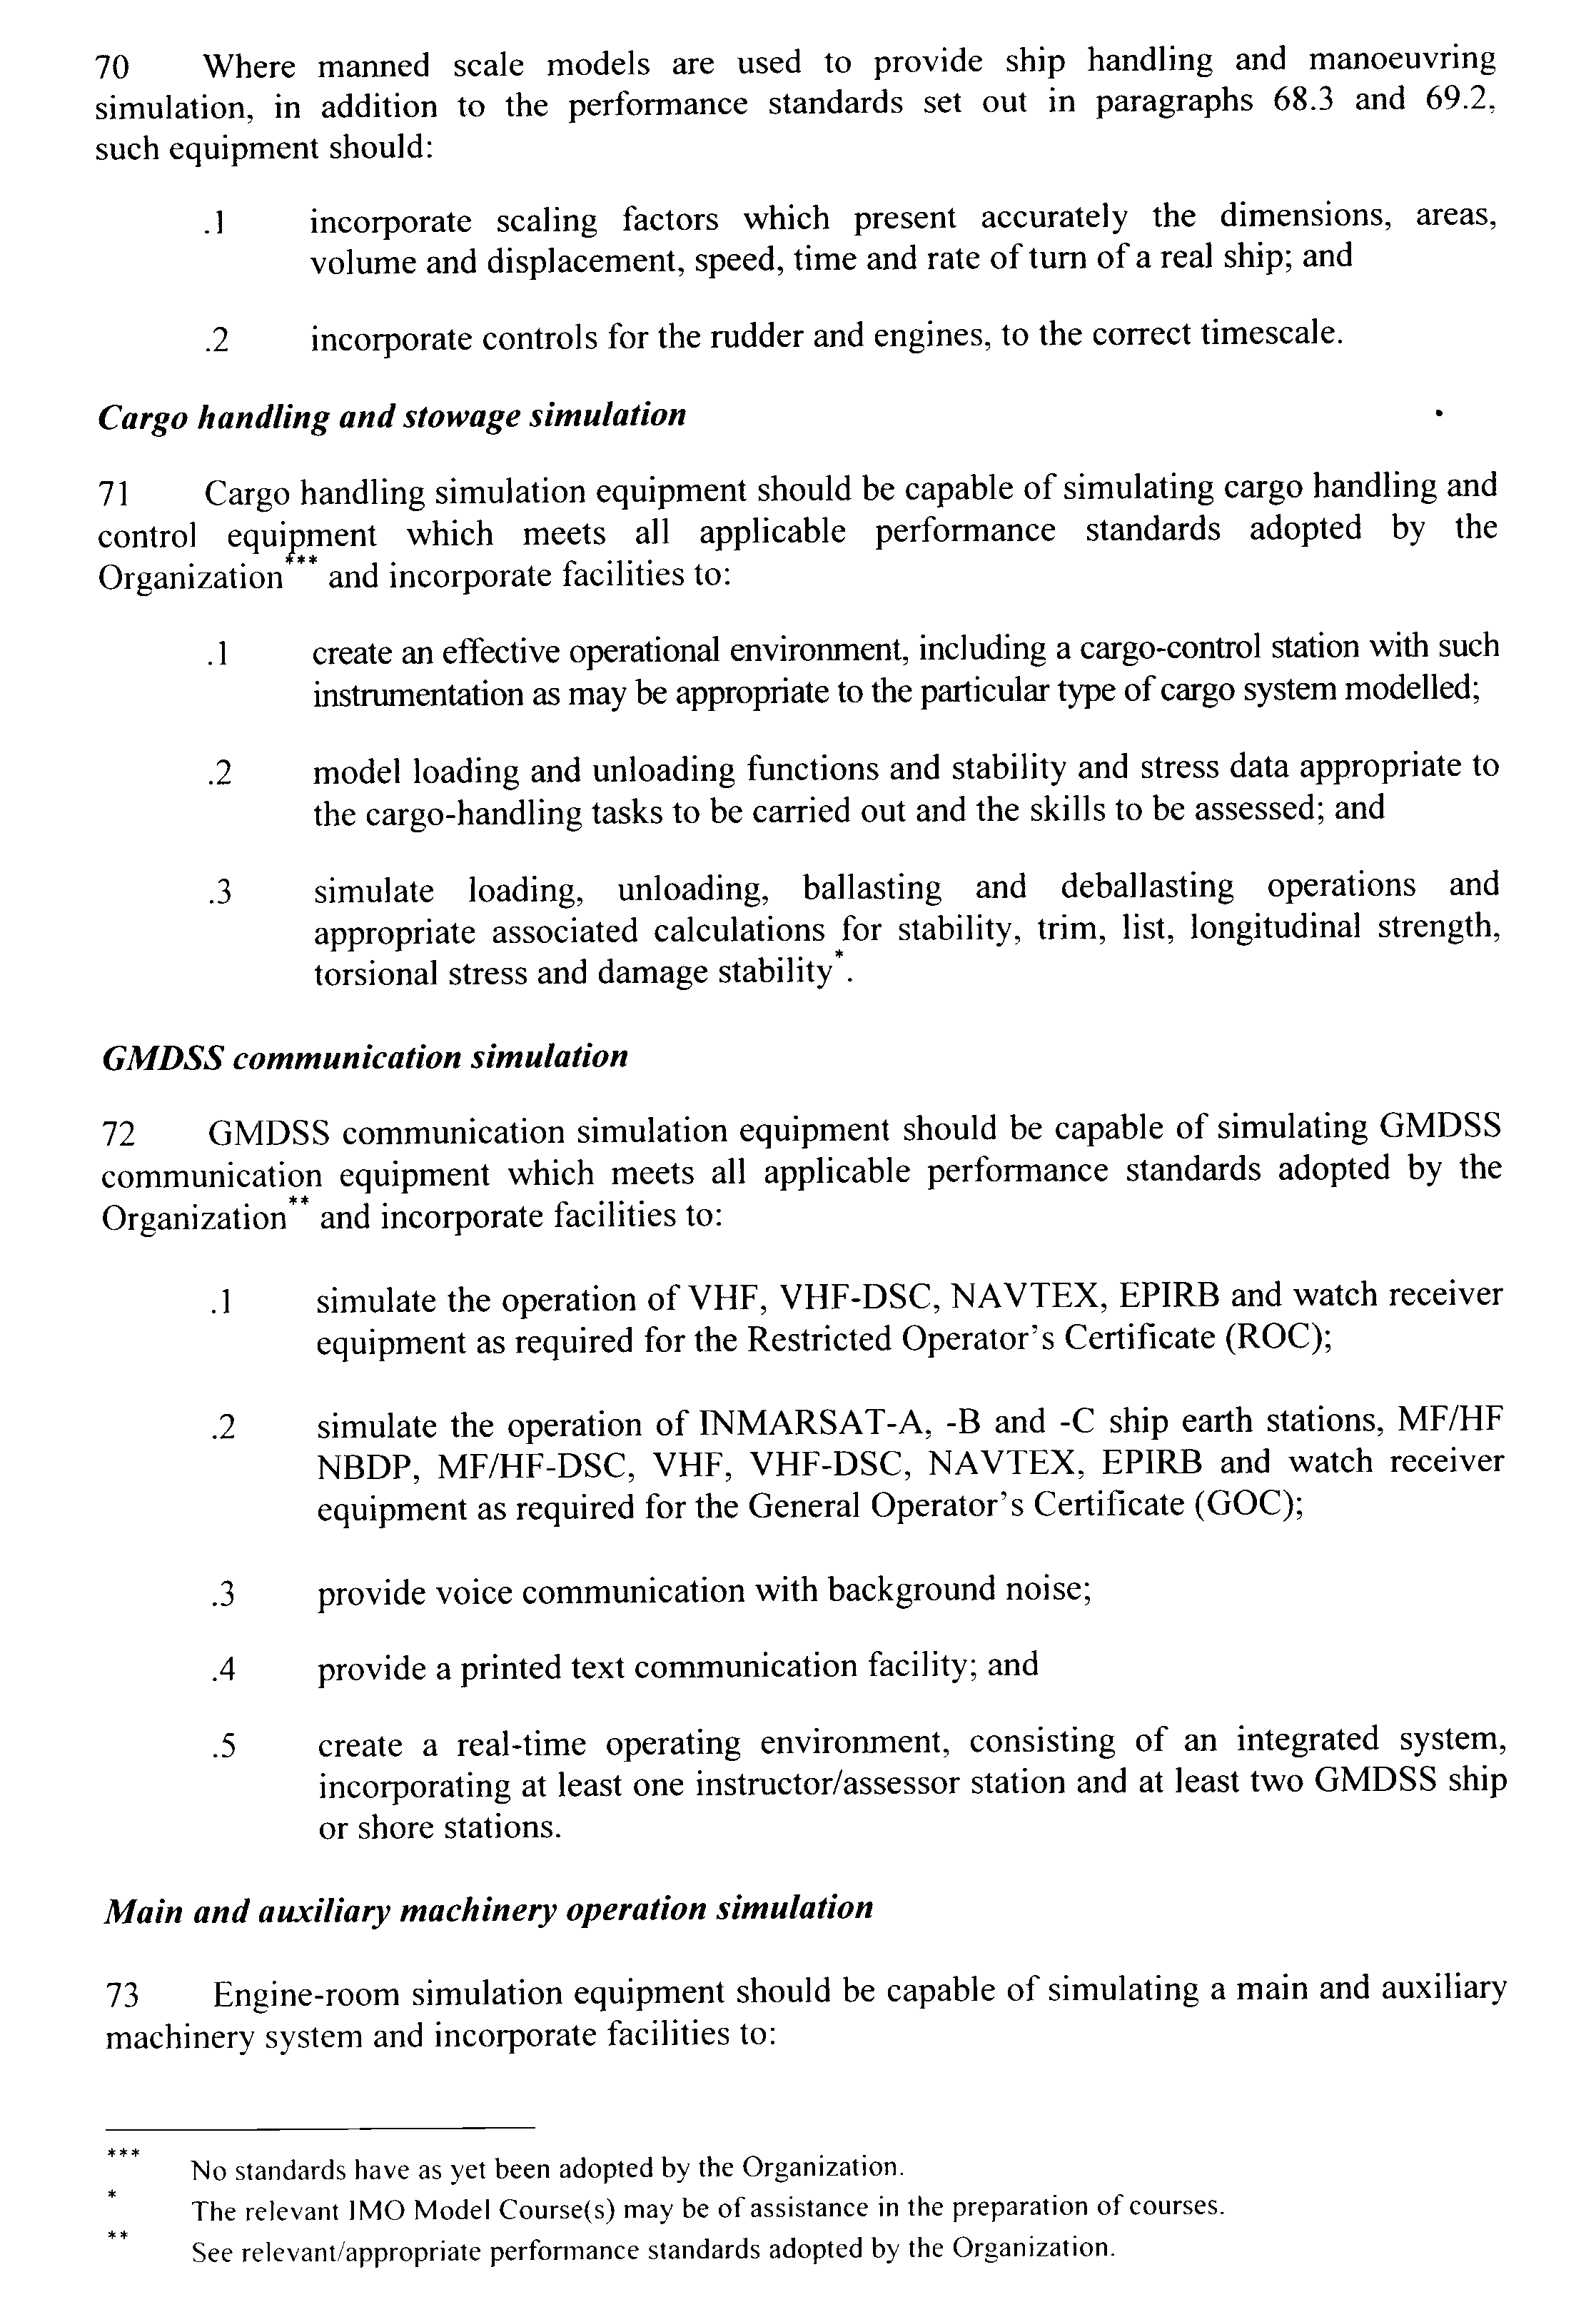 70 Where manned scale models are used to provide ship handling and manoeuvring
simulation, in addition to the performance standards set out in paragraphs 68.3 and 69.2,
such equipment should:
.1 incorporate scaling factors which present accurately the dimensions, areas,
volume and displacement, speed, time and rate of turn of a real ship; and
.2 incorporate controls for the rudder and engines, to the correct timescale.
Cargo handling and stowage simulation
71 Cargo handling simulation equipment should be capable of simulating cargo handling and
control equipment which meets all applicable performance standards adopted by the
Organization*** and incorporate facilities to:
.1 create an effective operational environment, including a cargo-control station with such
instrumentation as may be appropriate to the particular type of cargo system modelled;
.2 model loading and unloading functions and stability and stress data appropriate to
the cargo-handling tasks to be carried out and the skills to be assessed; and
.3 simulate loading, unloading, ballasting and deballasting operations and
appropriate associated calculations for stability, trim, list, longitudinal strength,
torsional stress and damage stability*.
GMDSS communication simulation
72 GMDSS communication simulation equipment should be capable of simulating GMDSS
communication equipment which meets all applicable performance standards adopted by the
Organization** and incorporate facilities to:
.1 simulate the operation of VHF, VHF-DSC, NAVTEX, EPIRB and watch receiver
equipment as required for the Restricted Operator's Certificate (ROC);
.2 simulate the operation of INMARSAT-A, -B and -C ship earth stations, MF/HF
NBDP, MF/HF-DSC, VHF, VHF-DSC, NAVTEX, EPIRB and watch receiver
equipment as required for the General Operator's Certificate (GOC);
.3 provide voice communication with background noise;
.4 provide a printed text communication facility; and
.5 create a real-time operating environment, consisting of an integrated system,
incorporating at least one instructor/assessor station and at least two GMDSS ship
or shore stations.
Main and auxiliary machinery operation simulation
73 Engine-room simulation equipment should be capable of simulating a main and auxiliary
machinery system and incorporate facilities to:
*** No standards have as yet been adopted by the Organization.
* The relevant IMO Model Course(s) may be of assistance in the preparation of courses.
** See relevant/appropriate performance standards adopted by the Organization.